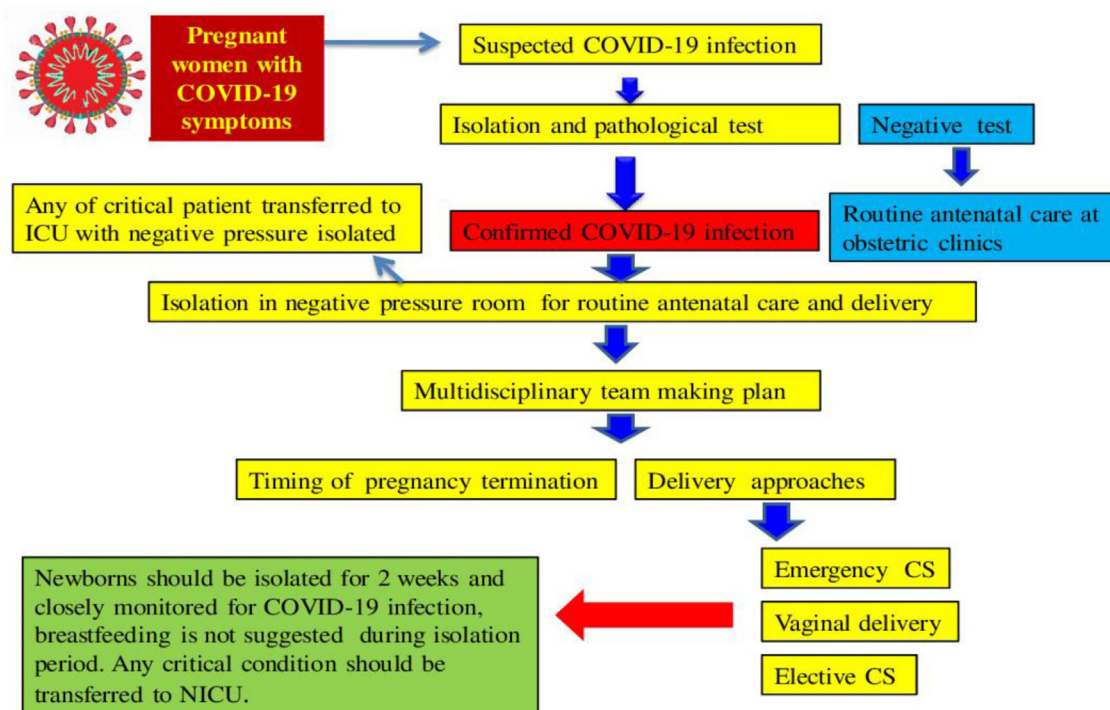 Pregnant
women with
COVID-19
symptoms
Suspected COVID-19 infection
Isolation and pathological test
Negative test
Any of critical patient transferred to
ICU with negative pressure isolated
Confirmed COVID-19 infection
Routine antenatal care at
obstetric clinics
Isolation in negative pressure room for routine antenatal care and delivery
Multidisciplinary team making plan
Timing of pregnancy termination
Delivery approaches
Emergency CS
Vaginal delivery
Elective CS
Newborns should be isolated for 2 weeks and
closely monitored for COVID-19 infection,
breastfeeding is not suggested during isolation
period. Any critical condition should be
transferred to NICU.